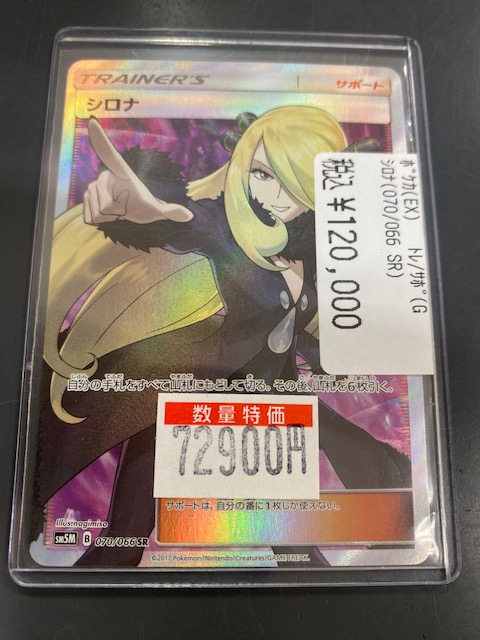 TRAINER'S サポート
シロナ
ポケカ(EX) トレ/サポ(G
シロナ(070/066 SR)
税込 ¥120,000
自分の手札をすべて山札にもどして切る。その後、山札を6枚引く。
数量特価
72900円
サポートは、自分の番に1枚しか使えない。
Illus.nagimiso
SM5M B 070/066 SR
©2017 Pokémon/Nintendo/Creatures/GAME FREAK.